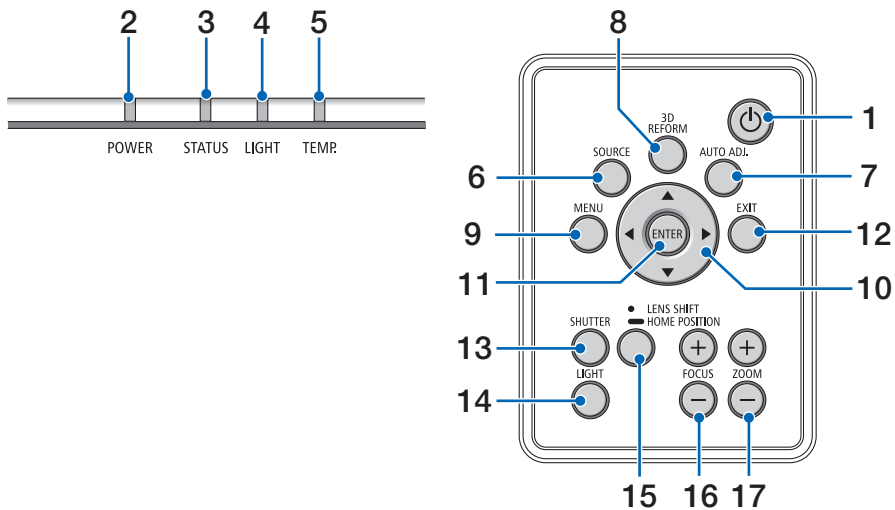 2 3 4 5
POWER STATUS LIGHT TEMP.
8
3D
REFORM
1
SOURCE
AUTO ADJ.
6
7
MENU
EXIT
9
ENTER
12
11
10
LENS SHIFT
SHUTTER
HOME POSITION
13
LIGHT
FOCUS
ZOOM
14
15 16 17